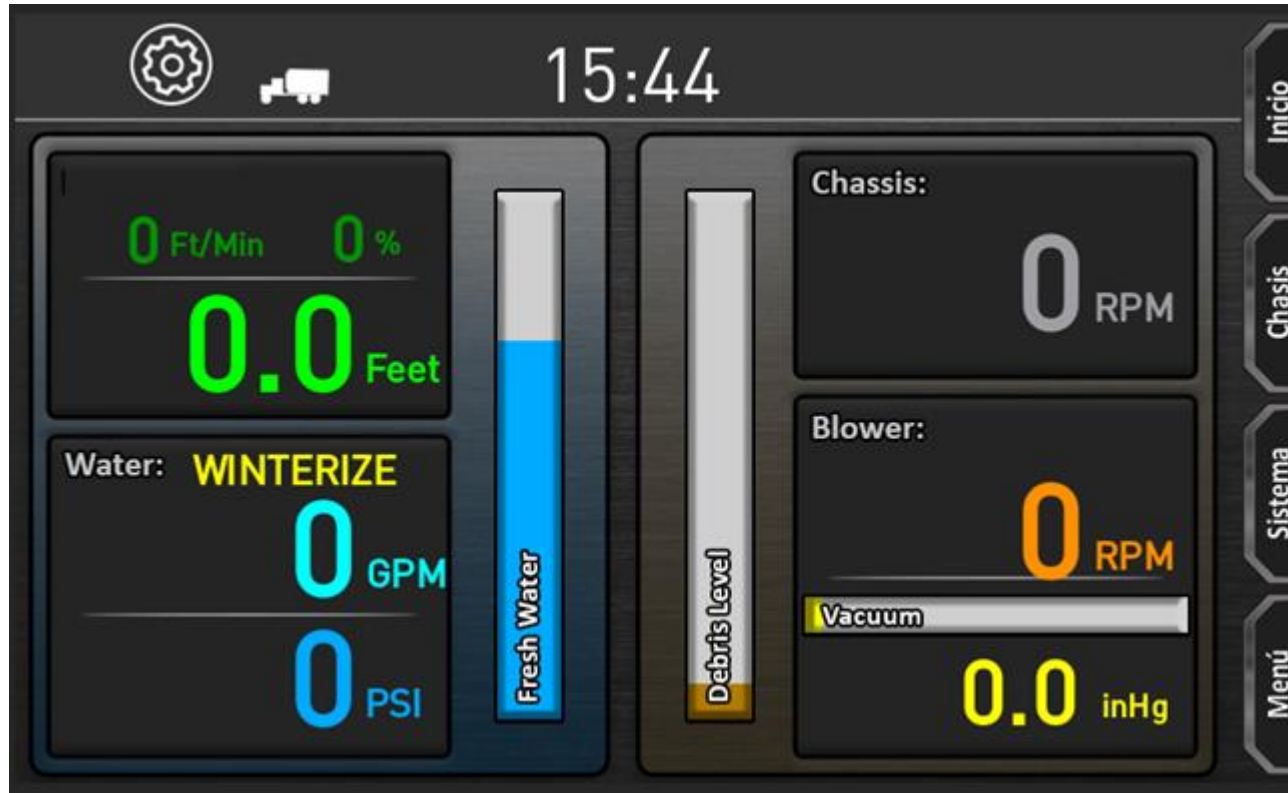 15:44
0 Ft/Min 0 %
0.0 Feet
Water: WINTERIZE
0 GPM
0 PSI
Fresh Water
Debris Level
Chassis:
0 RPM
Blower:
0 RPM
Vacuum
0.0 inHg
Inicio
Chasis
Sistema
Menú